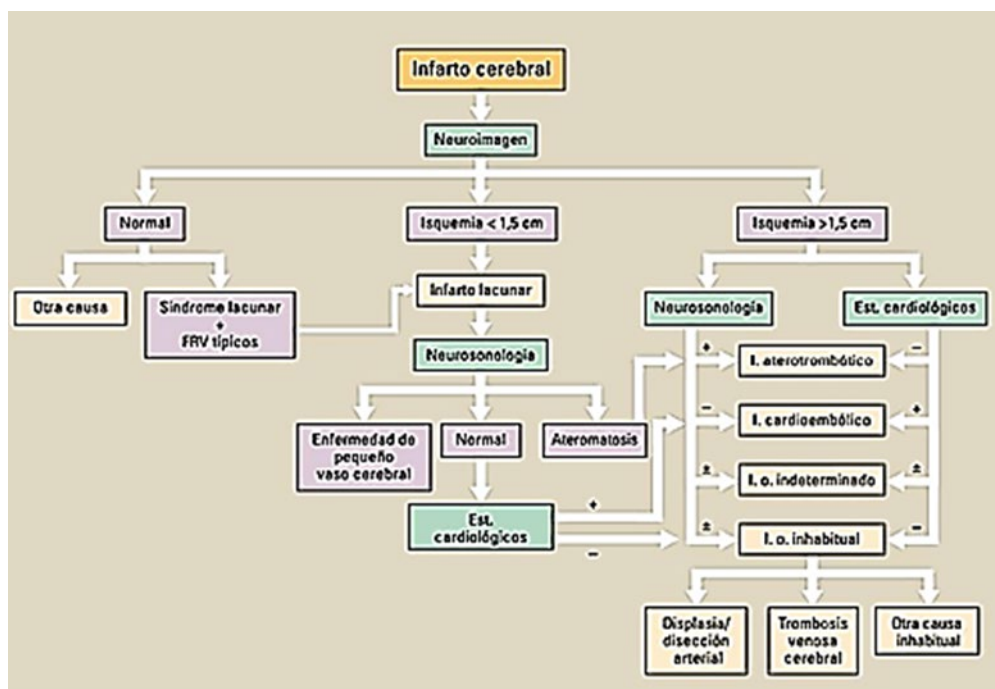 Infarto cerebral
Neuroimagen
Normal
Isquemia < 1,5 cm
Isquemia >1,5 cm
Otra causa
Síndrome lacunar
+
FRV típicos
Infarto lacunar
Neurosonología
Est. cardiológicos
Neurosonología
+
I. aterotrombótico
−
Enfermedad de
pequeño
vaso cerebral
Normal
Ateromatosis
−
I. cardioembólico
+
±
I. o. indeterminado
±
Est.
cardiológicos
+
−
±
I. o. inhabitual
−
Displasia/
disección
arterial
Trombosis
venosa
cerebral
Otra causa
inhabitual